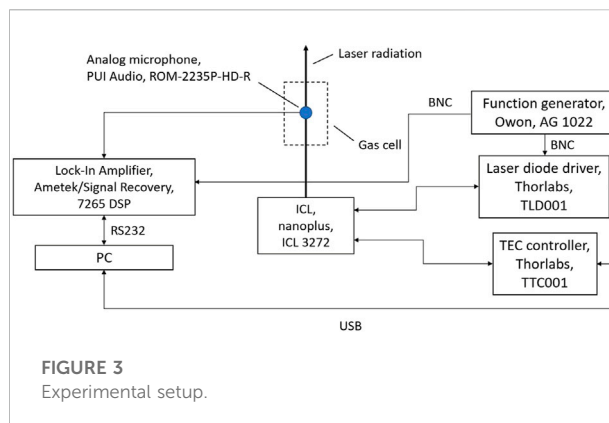 Analog microphone,
PUI Audio, ROM-2235P-HD-R
Laser radiation
BNC
Function generator,
Owon, AG 1022
Gas cell
BNC
Lock-In Amplifier,
Ametek/Signal Recovery,
7265 DSP
Laser diode driver,
Thorlabs,
TLD001
ICL,
nanoplus,
ICL 3272
RS232
PC
TEC controller,
Thorlabs,
TTC001
USB
FIGURE 3
Experimental setup.